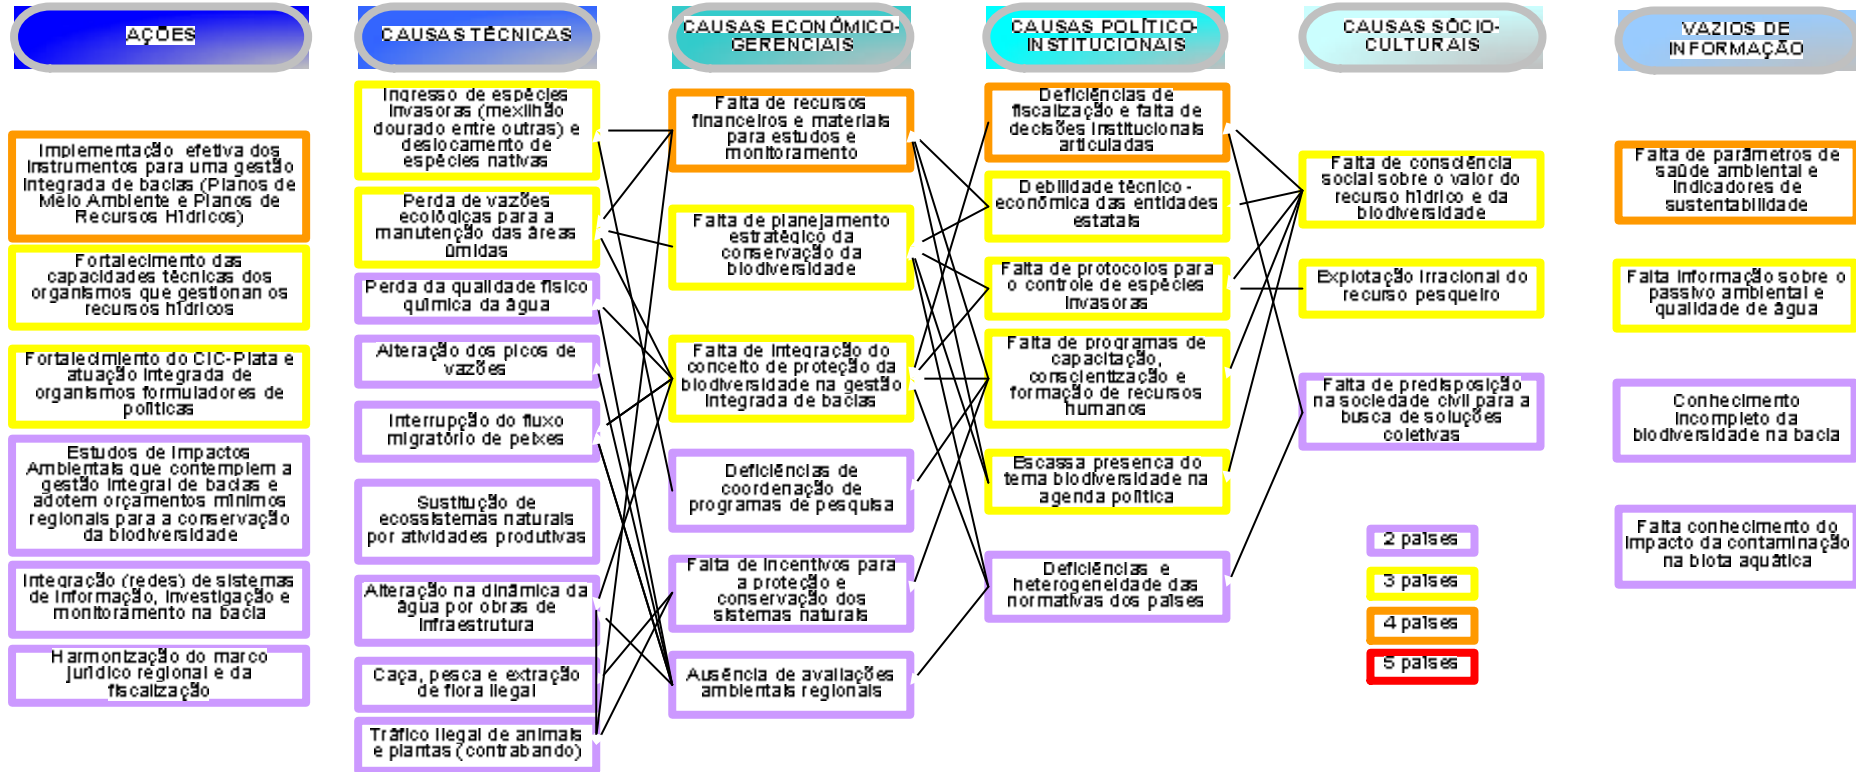 AÇÕES
CAUSAS TÉCNICAS
CAUSAS ECONÔMICO-
GERENCIAIS
CAUSAS POLÍTICO-
INSTITUCIONAIS
CAUSAS SÓCIO-
CULTURAIS
VAZIOS DE
INFORMAÇÃO
Implementação efetiva dos
instrumentos para uma gestão
integrada de bacias (Planos de
Meio Ambiente e Planos de
Recursos Hídricos)
Fortalecimento das
capacidades técnicas dos
organismos que gestionan os
recursos hídricos
Fortalecimiento do CIC-Plata e
atuação integrada de
organismos formuladores de
políticas
Estudos de Impactos
Ambientais que contemplem a
gestão integral de bacias e
adotem orçamentos mínimos
regionais para a conservação
da biodiversidade
Integração (redes) de sistemas
de informação, investigação e
monitoramento na bacia
Harmonização do marco
jurídico regional e da
fiscalização
Ingresso de espécies
invasoras (mexilhão
dourado entre outras) e
deslocamento de
espécies nativas
Perda de vazões
ecológicas para a
manutenção das áreas
úmidas
Perda da qualidade físico
química da água
Alteração dos picos de
vazões
Interrupção do fluxo
migratório de peixes
Sustitução de
ecossistemas naturais
por atividades produtivas
Alteração na dinâmica da
água por obras de
infraestrutura
Caça, pesca e extração
de flora ilegal
Tráfico ilegal de animais
e plantas (contrabando)
Falta de recursos
financeiros e materiais
para estudos e
monitoramento
Falta de planejamento
estratégico da
conservação da
biodiversidade
Falta de integração do
conceito de proteção da
biodiversidade na gestão
integrada de bacias
Deficiências de
coordenação de
programas de pesquisa
Falta de incentivos para
a proteção e
conservação dos
sistemas naturais
Ausência de avaliações
ambientais regionais
Deficiências de
fiscalização e falta de
decisões institucionais
articuladas
Debilidade técnico -
econômica das entidades
estatais
Falta de protocolos para
o controle de espécies
invasoras
Falta de programas de
capacitação,
conscientização e
formação de recursos
humanos
Escassa presenca do
tema biodiversidade na
agenda política
Deficiências e
heterogeneidade das
normativas dos países
Falta de consciência
social sobre o valor do
recurso hídrico e da
biodiversidade
Explotação irracional do
recurso pesqueiro
Falta de predisposição
na sociedade civil para a
busca de soluções
coletivas
2 países
3 países
4 países
5 países
Falta de parâmetros de
saúde ambiental e
indicadores de
sustentabilidade
Falta informação sobre o
passivo ambiental e
qualidade de água
Conhecimento
incompleto da
biodiversidade na bacia
Falta conhecimento do
impacto da contaminação
na biota aquática